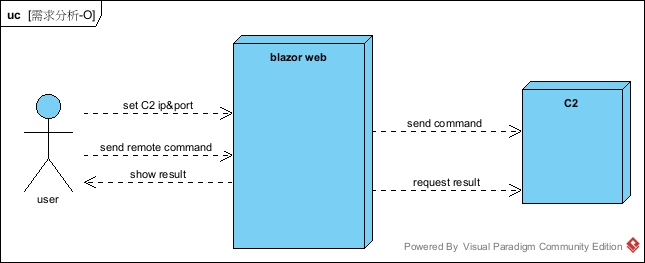 uc [需求分析-O]
blazor web
C2
set C2 ip&port
send command
send remote command
show result
request result
user
Powered By Visual Paradigm Community Edition